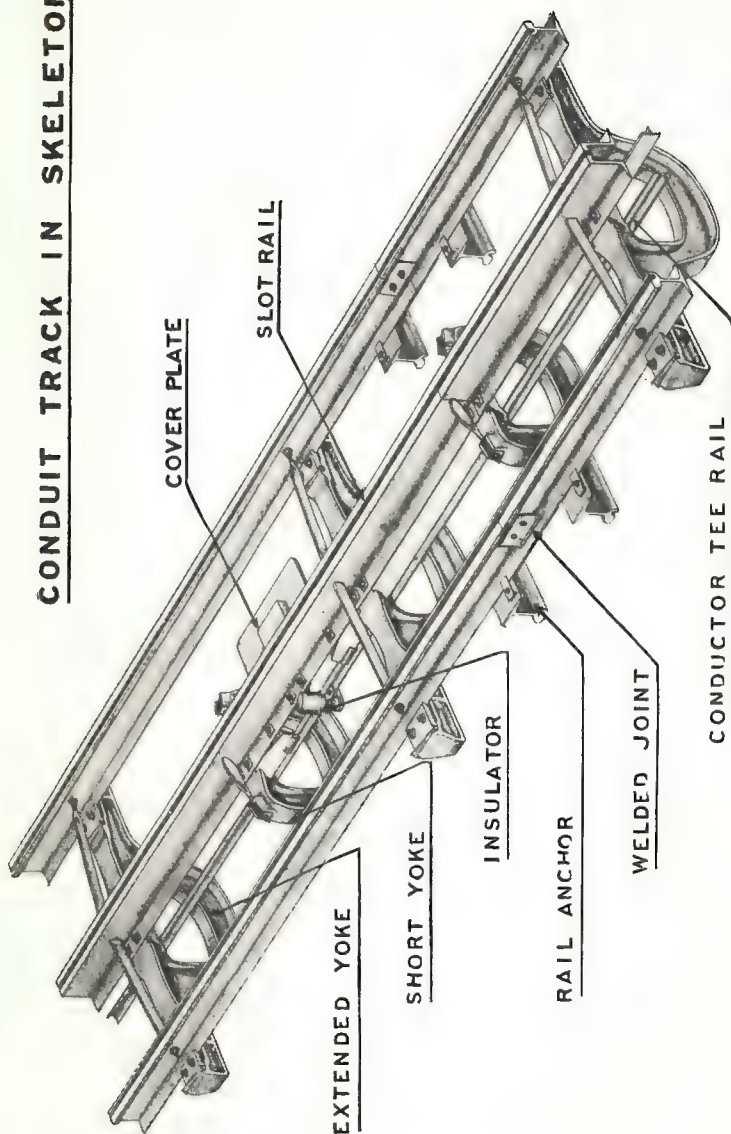 CONDUIT TRACK IN SKELETON
COVER PLATE
SLOT RAIL
EXTENDED YOKE
SHORT YOKE
INSULATOR
RAIL ANCHOR
WELDED JOINT
CONDUCTOR TEE RAIL